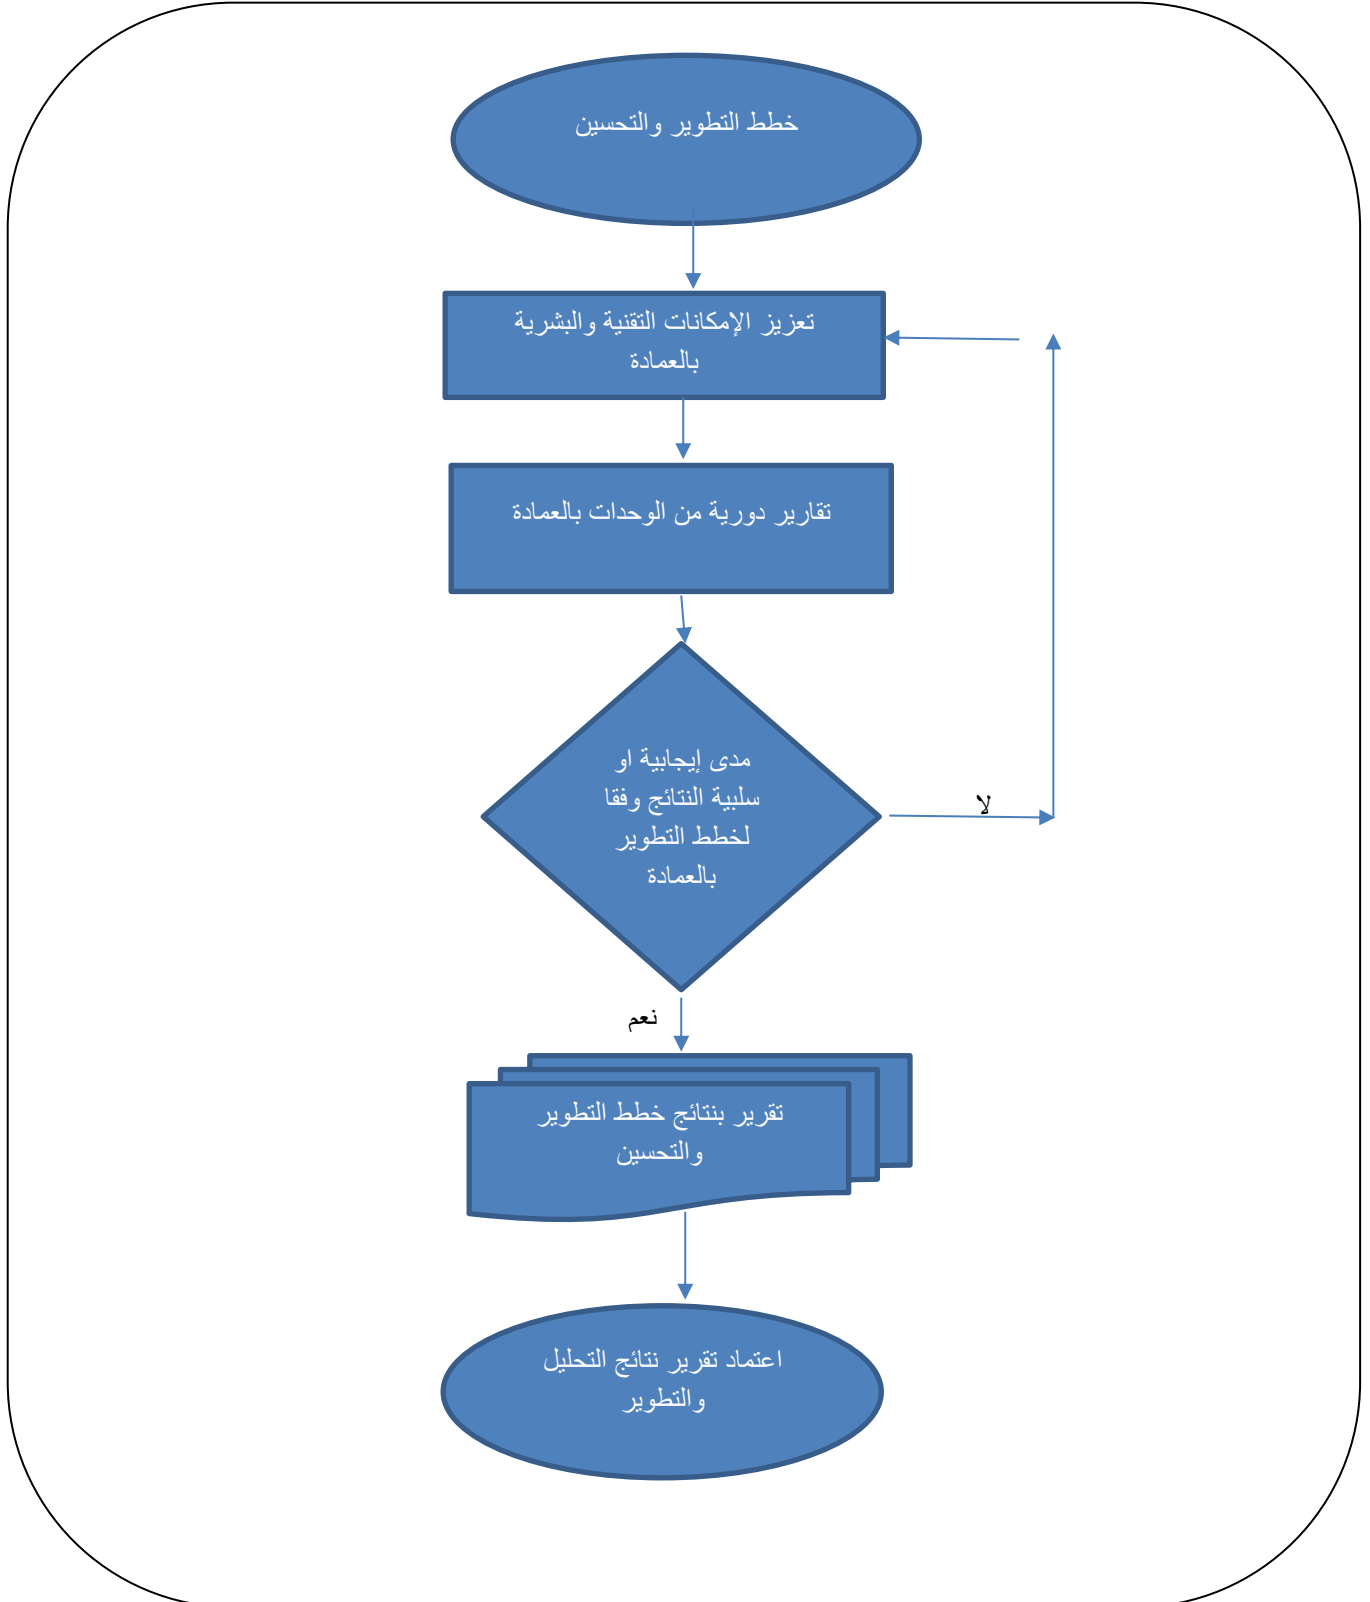 خطط التطوير والتحسين
تعزيز الإمكانات التقنية والبشرية
بالعمادة
تقارير دورية من الوحدات بالعمادة
مدى إيجابية او
سلبية النتائج وفقا
لخطط التطوير
بالعمادة
لا
نعم
تقرير بنتائج خطط التطوير
والتحسين
اعتماد تقرير نتائج التحليل
والتطوير